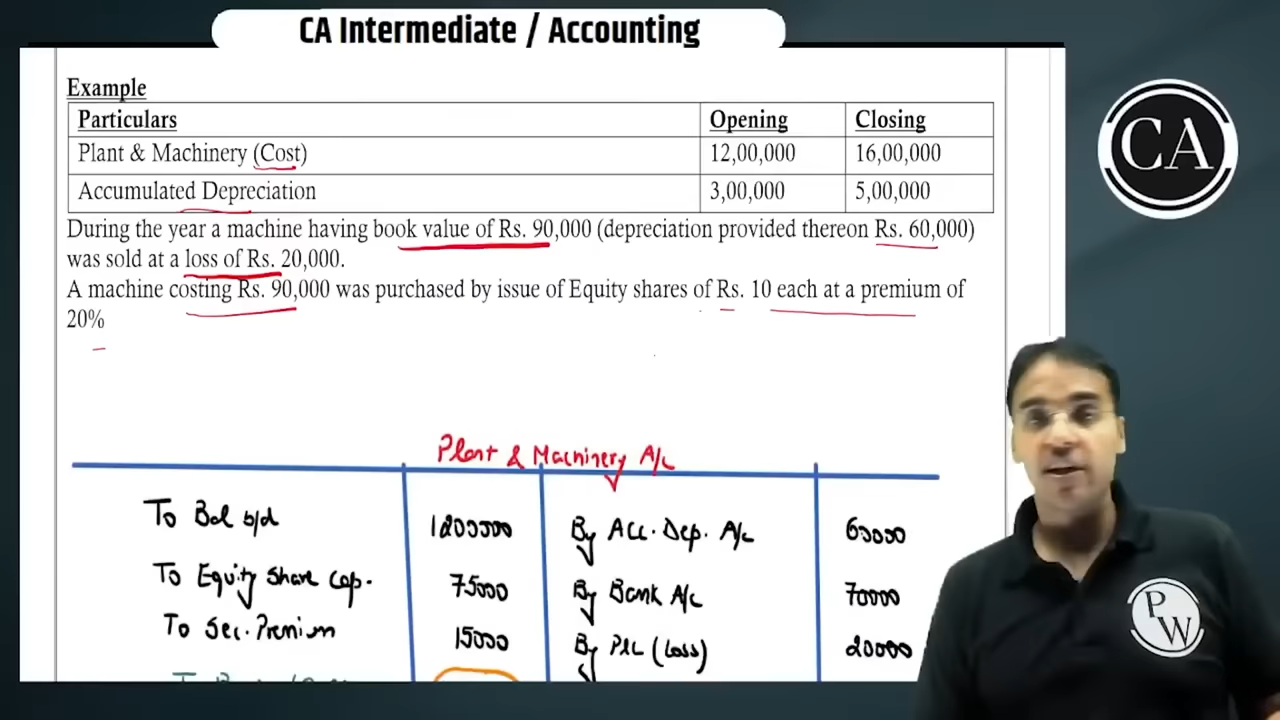 CA Intermediate / Accounting
Example
Particulars Opening Closing
Plant & Machinery (Cost) 12,00,000 16,00,000
Accumulated Depreciation 3,00,000 5,00,000
During the year a machine having book value of Rs. 90,000 (depreciation provided thereon Rs. 60,000)
was sold at a loss of Rs. 20,000.
A machine costing Rs. 90,000 was purchased by issue of Equity shares of Rs. 10 each at a premium of
20%
CA
Plant & Machinery A/c
To Bal b/d 1200000 By Acc. Dep. A/c 60000
To Equity Share Cap. 75000 By Bank A/c 70000
To Sec. Premium 15000 By P&L (Loss) 20000
PW